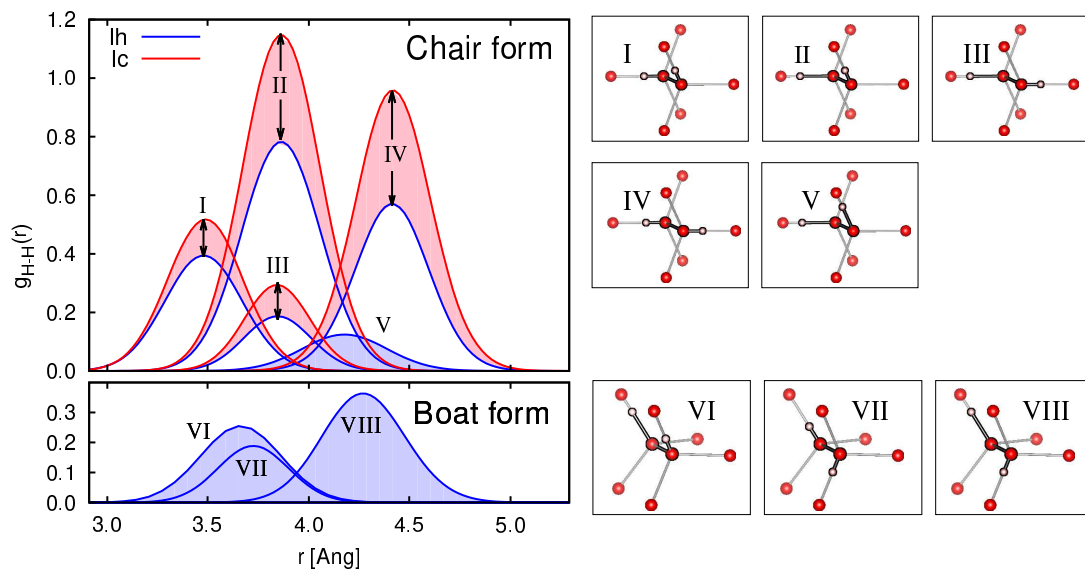 Ih
Ic
Chair form
1.2
1.0
0.8
0.6
0.4
0.2
0.0
g_H-H(r)
I
II
III
IV
V
Boat form
0.3
0.2
0.1
0.0
VI
VII
VIII
3.0 3.5 4.0 4.5 5.0
r [Ang]
I II III
IV V
VI VII VIII